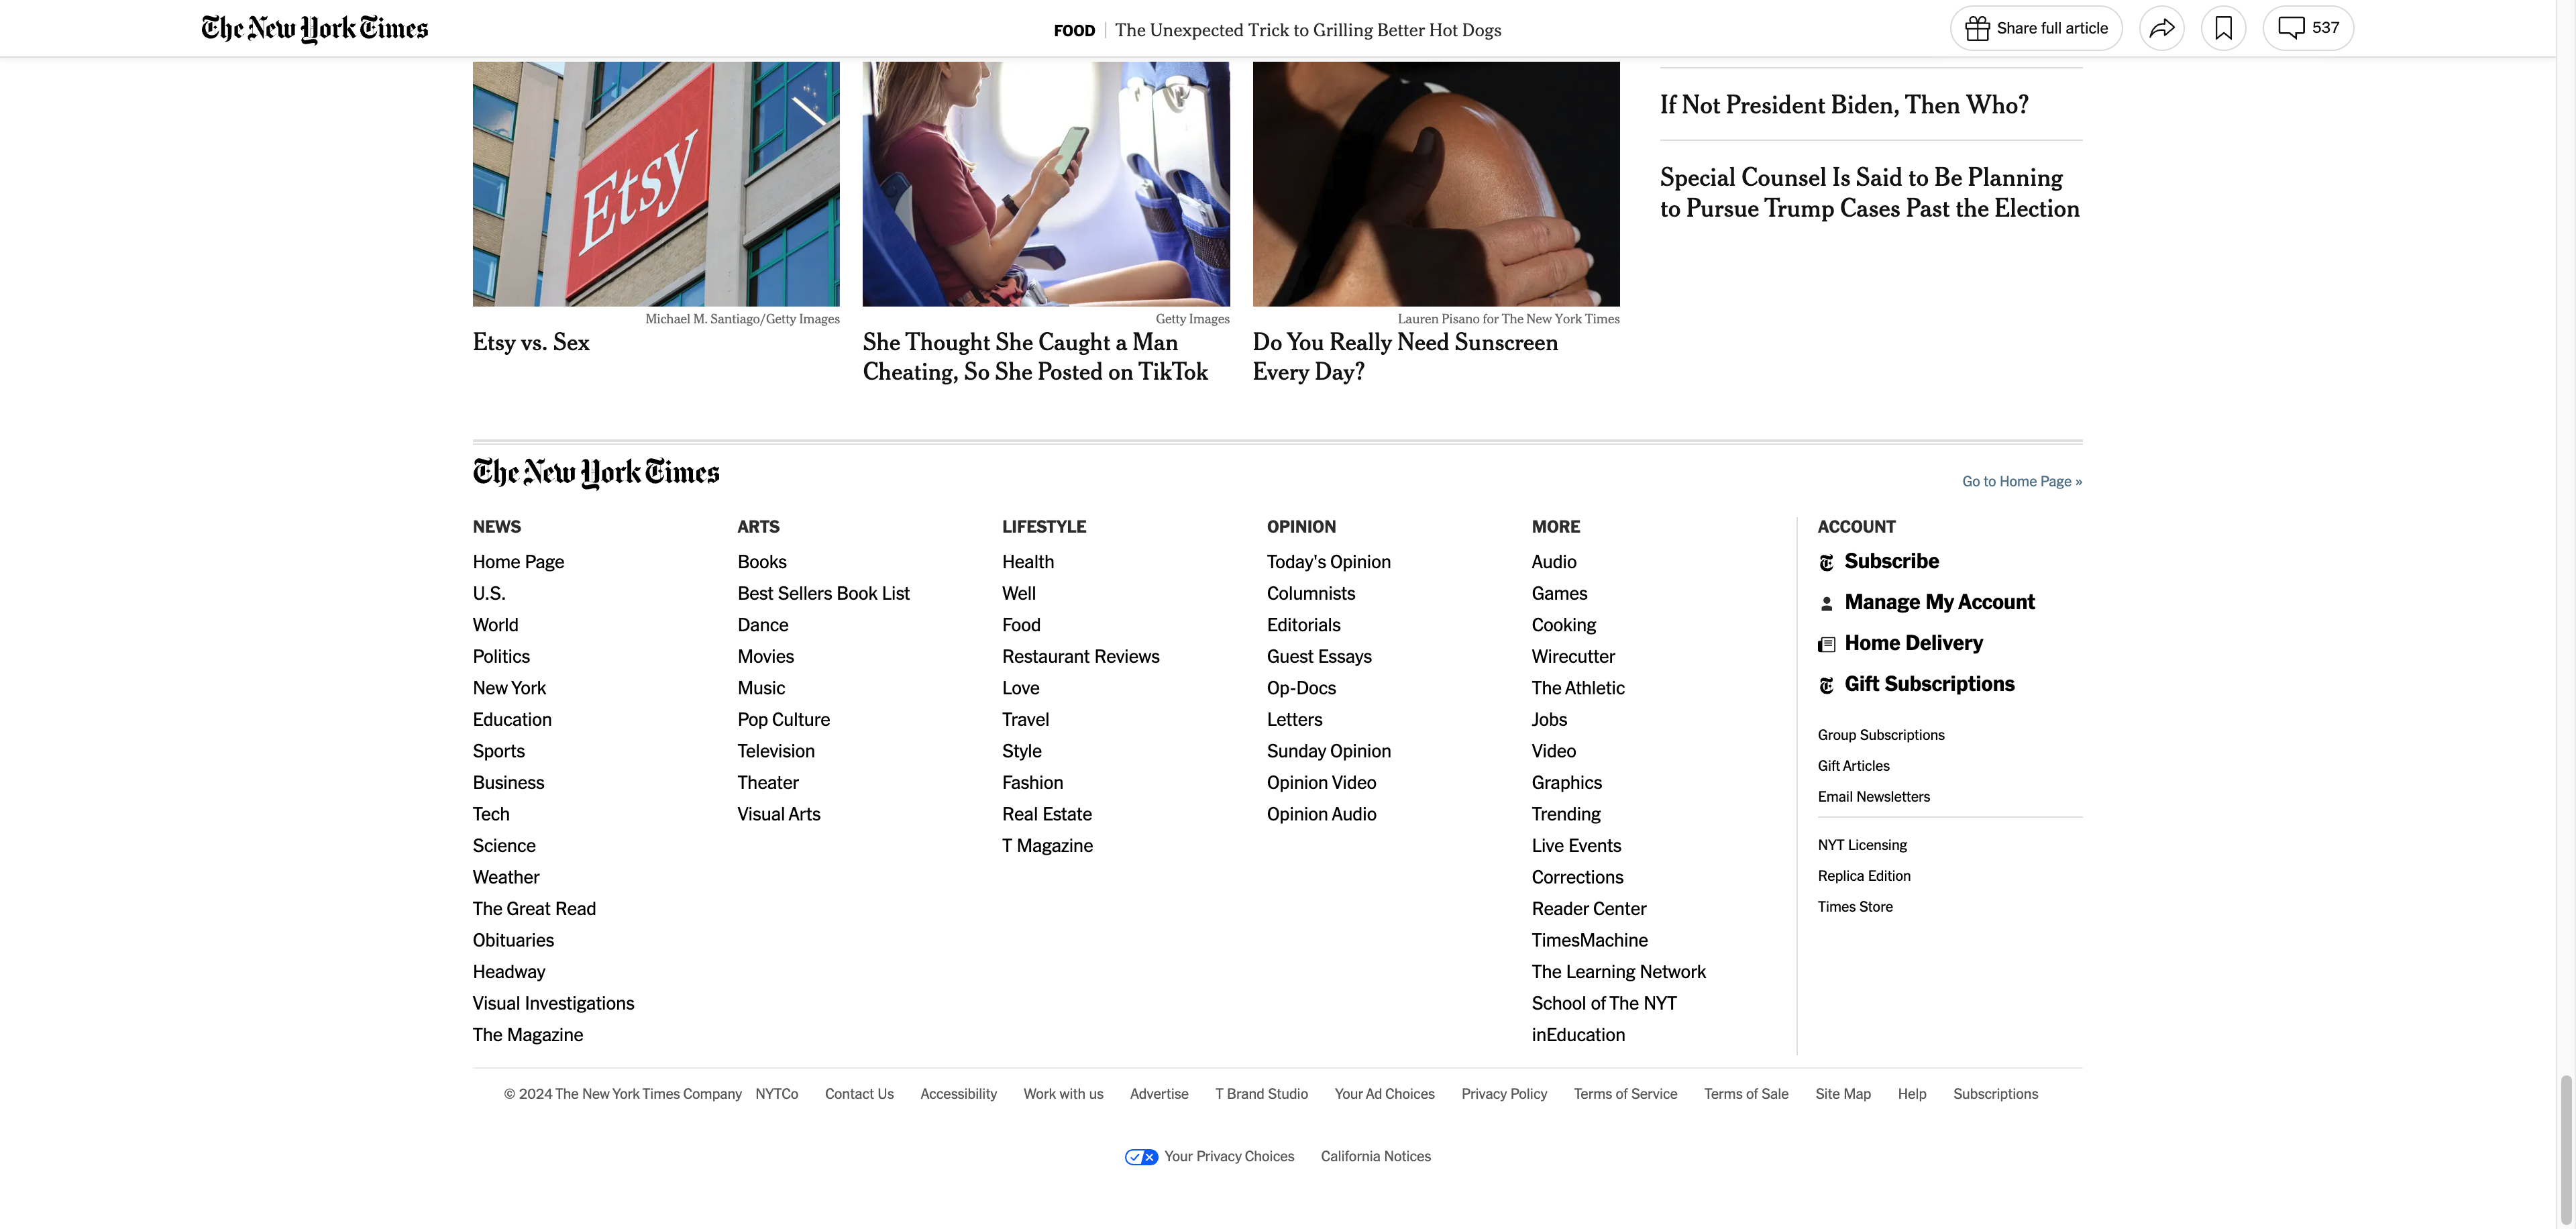 The New York Times
FOOD | The Unexpected Trick to Grilling Better Hot Dogs
Share full article
537
Etsy
Michael M. Santiago/Getty Images
Etsy vs. Sex
Getty Images
She Thought She Caught a Man
Cheating, So She Posted on TikTok
Lauren Pisano for The New York Times
Do You Really Need Sunscreen
Every Day?
If Not President Biden, Then Who?
Special Counsel Is Said to Be Planning
to Pursue Trump Cases Past the Election
The New York Times
Go to Home Page »
NEWS
Home Page
U.S.
World
Politics
New York
Education
Sports
Business
Tech
Science
Weather
The Great Read
Obituaries
Headway
Visual Investigations
The Magazine
ARTS
Books
Best Sellers Book List
Dance
Movies
Music
Pop Culture
Television
Theater
Visual Arts
LIFESTYLE
Health
Well
Food
Restaurant Reviews
Love
Travel
Style
Fashion
Real Estate
T Magazine
OPINION
Today's Opinion
Columnists
Editorials
Guest Essays
Op-Docs
Letters
Sunday Opinion
Opinion Video
Opinion Audio
MORE
Audio
Games
Cooking
Wirecutter
The Athletic
Jobs
Video
Graphics
Trending
Live Events
Corrections
Reader Center
TimesMachine
The Learning Network
School of The NYT
inEducation
ACCOUNT
Subscribe
Manage My Account
Home Delivery
Gift Subscriptions
Group Subscriptions
Gift Articles
Email Newsletters
NYT Licensing
Replica Edition
Times Store
© 2024 The New York Times Company NYTCo Contact Us Accessibility Work with us Advertise T Brand Studio Your Ad Choices Privacy Policy Terms of Service Terms of Sale Site Map Help Subscriptions
Your Privacy Choices California Notices